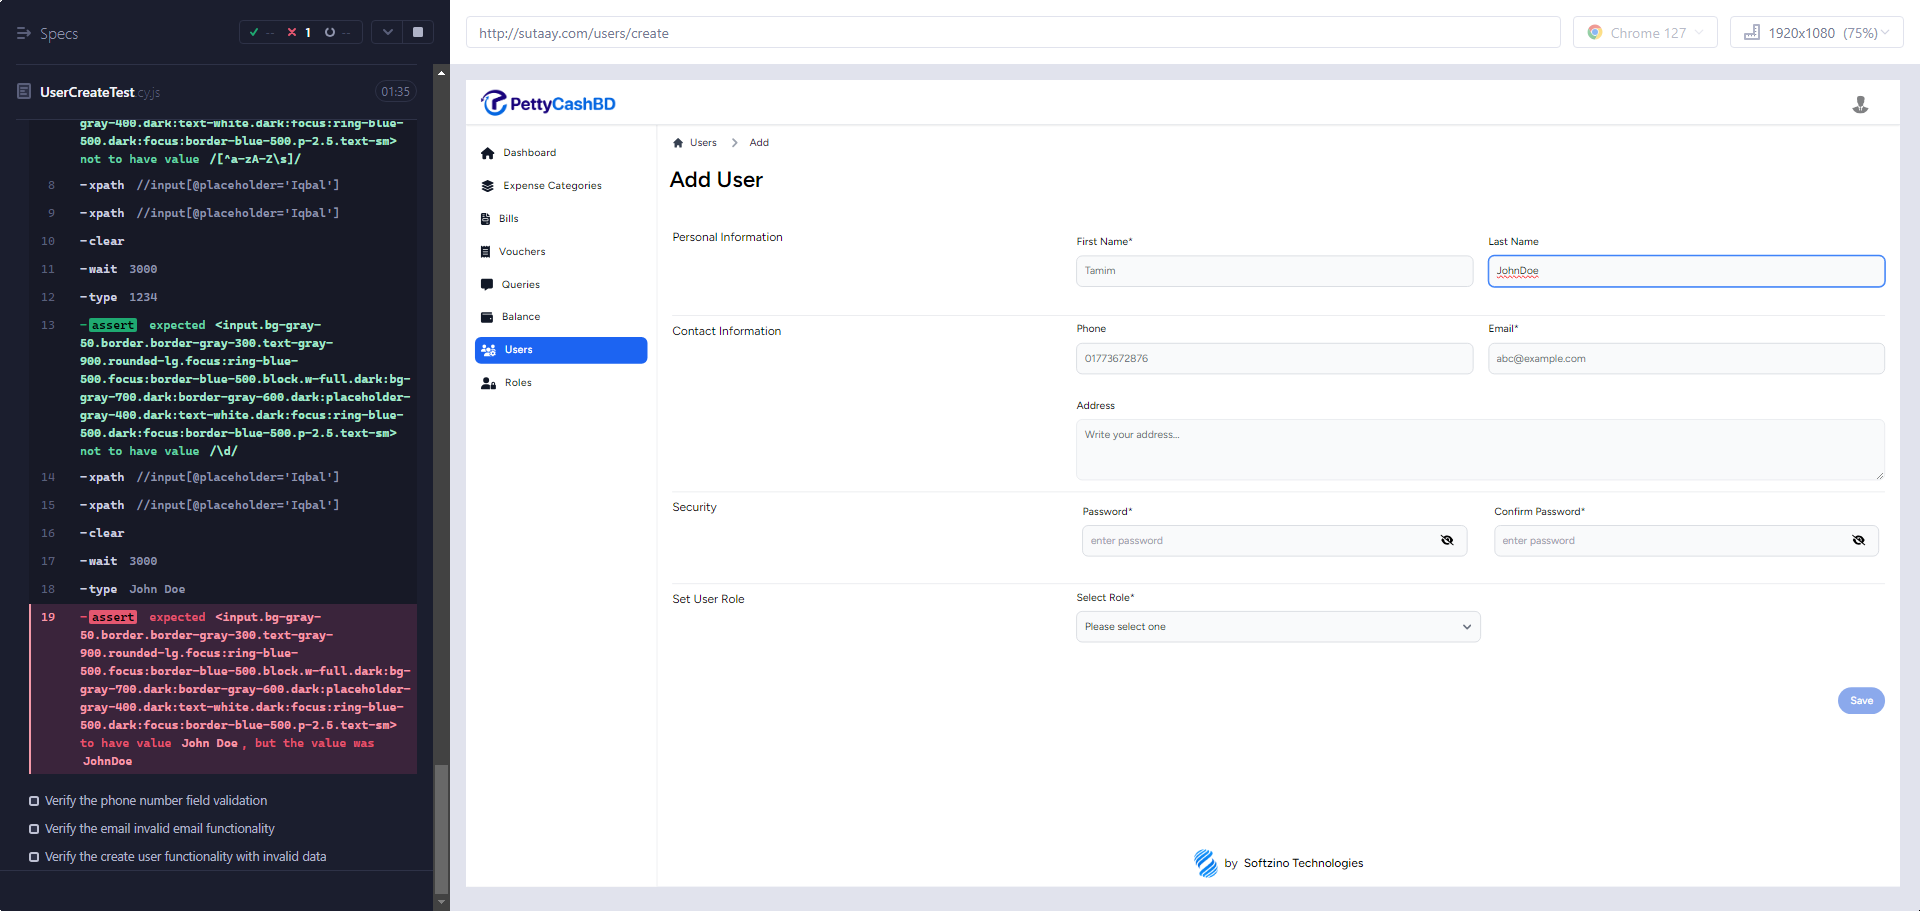 Specs
-- 1 --
UserCreateTest.cy.js
01:35
gray-400.dark:text-white.dark:focus:ring-blue-
500.dark:focus:border-blue-500.p-2.5.text-sm>
not to have value /[^a-zA-Z\s]/
8 -xpath //input[@placeholder='Iqbal']
9 -xpath //input[@placeholder='Iqbal']
10 -clear
11 -wait 3000
12 -type 1234
13 -assert expected <input.bg-gray-
50.border.border-gray-300.text-gray-
900.rounded-lg.focus:ring-blue-
500.focus:border-blue-500.block.w-full.dark:bg-
gray-700.dark:border-gray-600.dark:placeholder-
gray-400.dark:text-white.dark:focus:ring-blue-
500.dark:focus:border-blue-500.p-2.5.text-sm>
not to have value /\d/
14 -xpath //input[@placeholder='Iqbal']
15 -xpath //input[@placeholder='Iqbal']
16 -clear
17 -wait 3000
18 -type John Doe
19 -assert expected <input.bg-gray-
50.border.border-gray-300.text-gray-
900.rounded-lg.focus:ring-blue-
500.focus:border-blue-500.block.w-full.dark:bg-
gray-700.dark:border-gray-600.dark:placeholder-
gray-400.dark:text-white.dark:focus:ring-blue-
500.dark:focus:border-blue-500.p-2.5.text-sm>
to have value John Doe, but the value was
JohnDoe
Verify the phone number field validation
Verify the email invalid email functionality
Verify the create user functionality with invalid data
http://sutaay.com/users/create
Chrome 127
1920x1080 (75%)
PettyCashBD
Dashboard
Expense Categories
Bills
Vouchers
Queries
Balance
Users
Roles
Users > Add
Add User
Personal Information
First Name*
Tamim
Last Name
JohnDoe
Contact Information
Phone
01773672876
Email*
abc@example.com
Address
Write your address...
Security
Password*
enter password
Confirm Password*
enter password
Set User Role
Select Role*
Please select one
Save
by Softzino Technologies